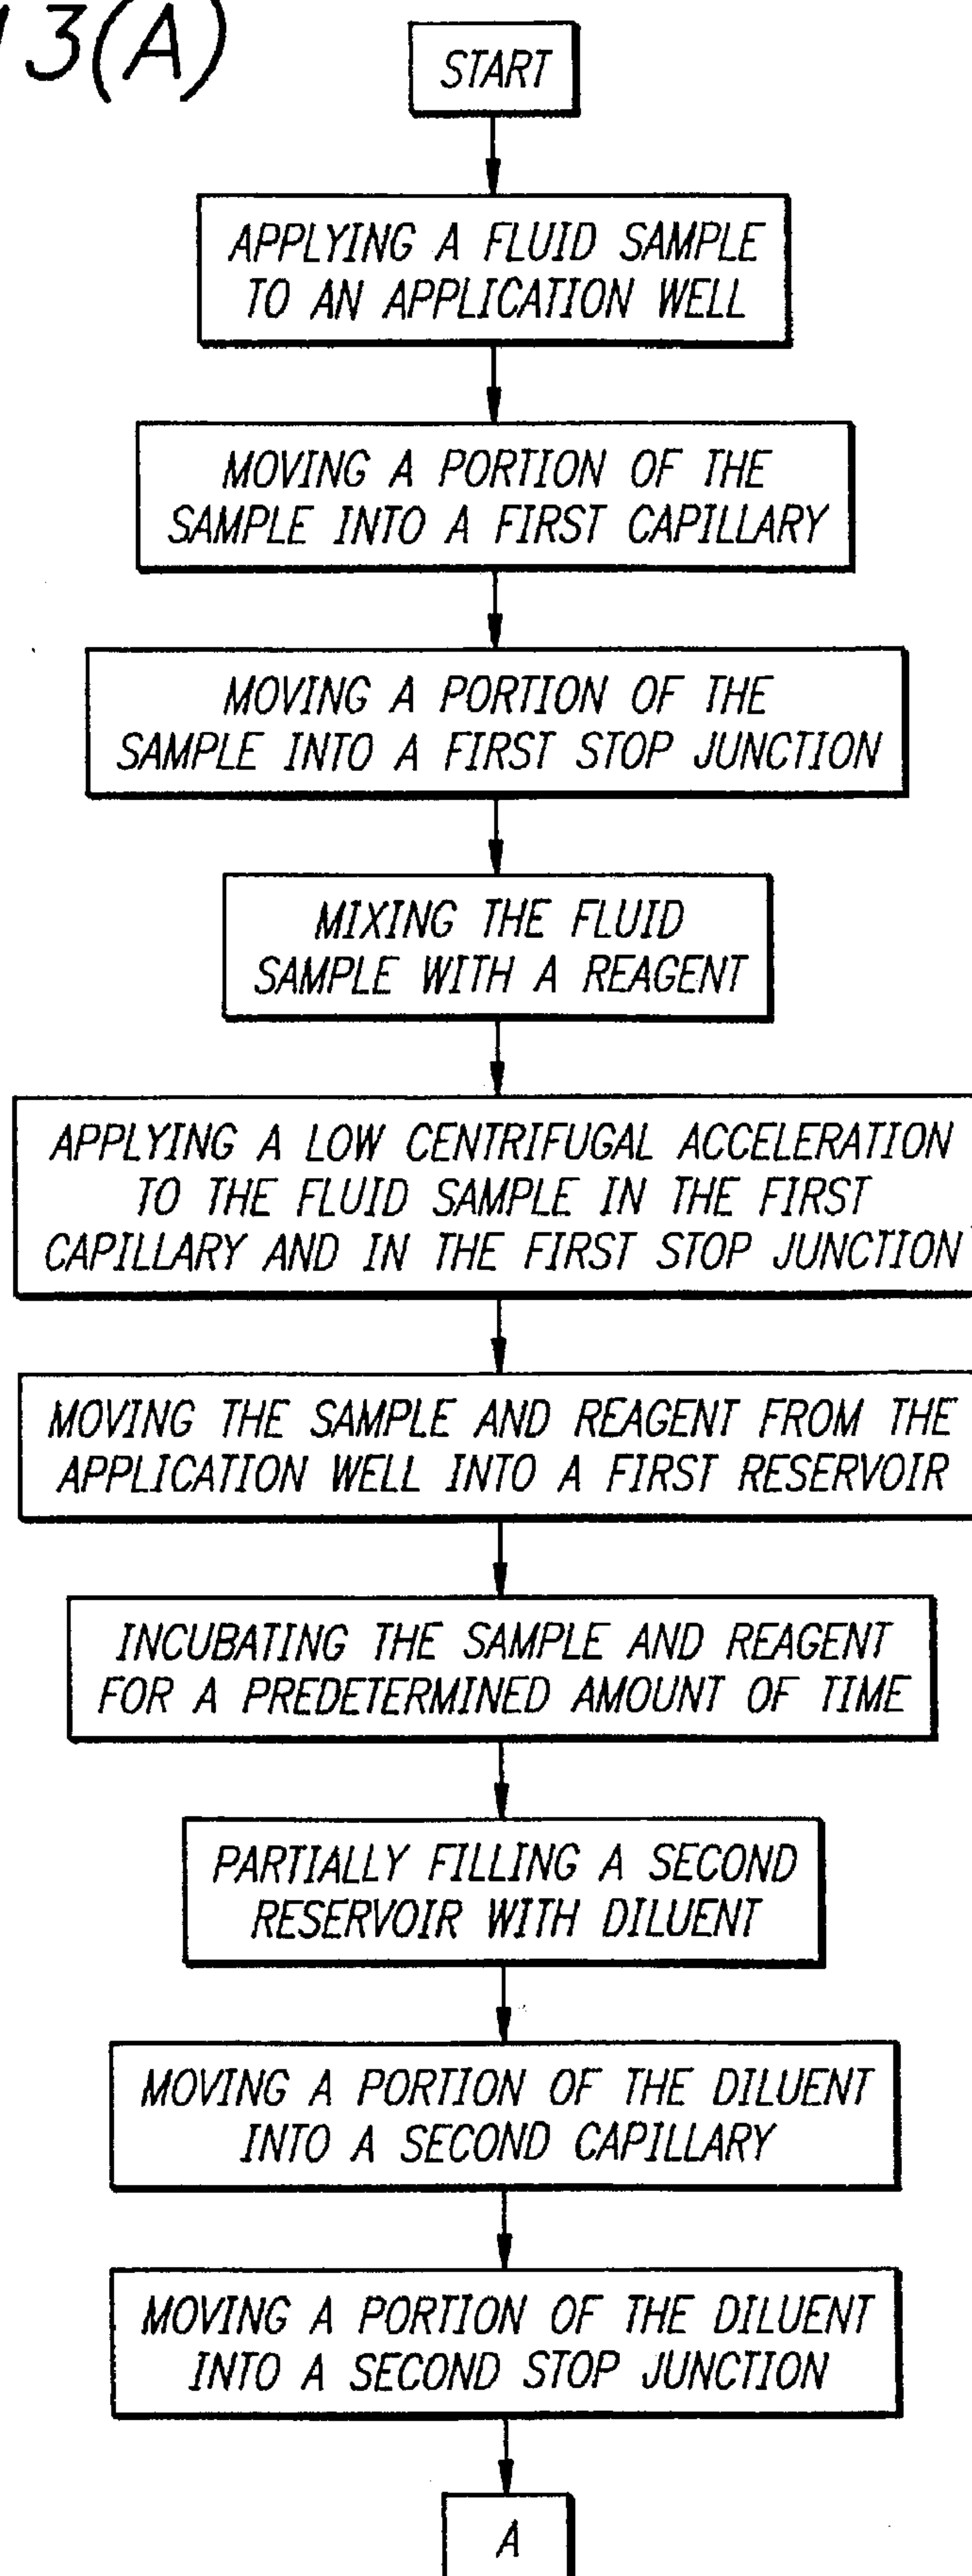 3(A)
START
APPLYING A FLUID SAMPLE
TO AN APPLICATION WELL
MOVING A PORTION OF THE
SAMPLE INTO A FIRST CAPILLARY
MOVING A PORTION OF THE
SAMPLE INTO A FIRST STOP JUNCTION
MIXING THE FLUID
SAMPLE WITH A REAGENT
APPLYING A LOW CENTRIFUGAL ACCELERATION
TO THE FLUID SAMPLE IN THE FIRST
CAPILLARY AND IN THE FIRST STOP JUNCTION
MOVING THE SAMPLE AND REAGENT FROM THE
APPLICATION WELL INTO A FIRST RESERVOIR
INCUBATING THE SAMPLE AND REAGENT
FOR A PREDETERMINED AMOUNT OF TIME
PARTIALLY FILLING A SECOND
RESERVOIR WITH DILUENT
MOVING A PORTION OF THE DILUENT
INTO A SECOND CAPILLARY
MOVING A PORTION OF THE DILUENT
INTO A SECOND STOP JUNCTION
A